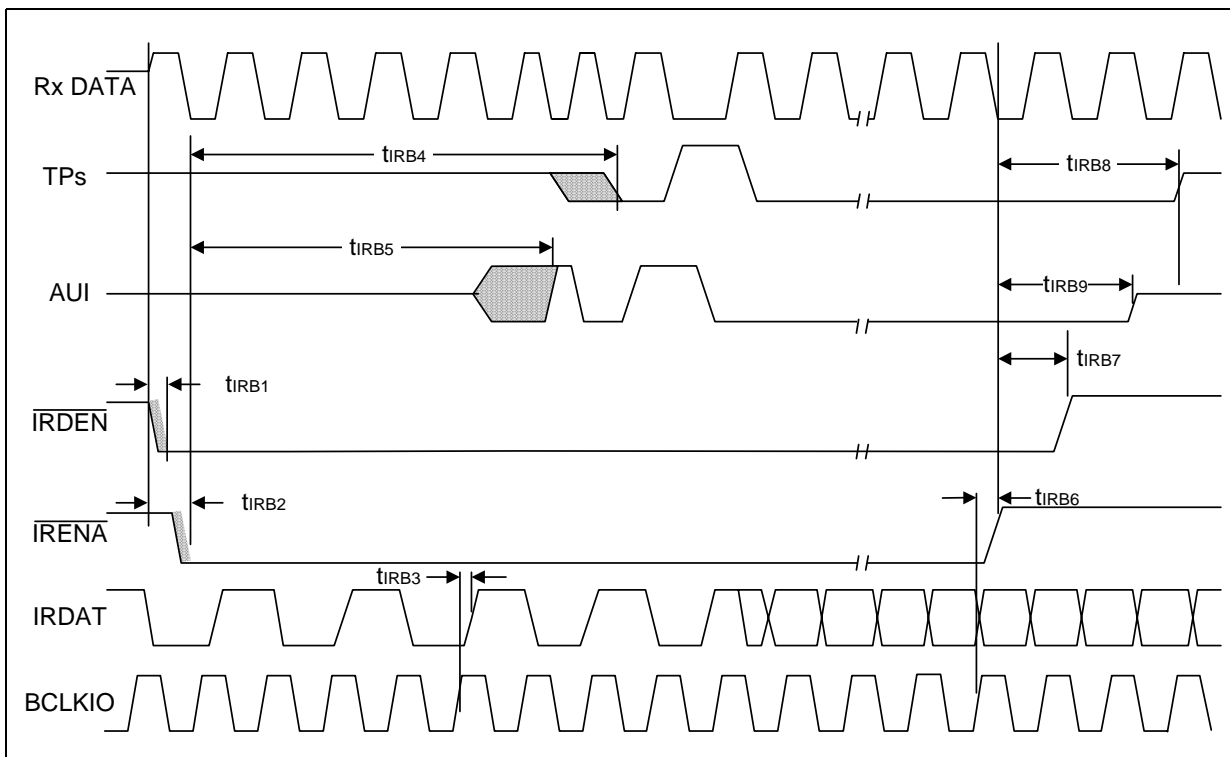 Rx DATA
tIRB4
TPs
tIRB8
tIRB5
AUI
tIRB9
tIRB7
tIRB1
IRDEN
tIRB2
tIRB6
IRENA
tIRB3
IRDAT
BCLKIO